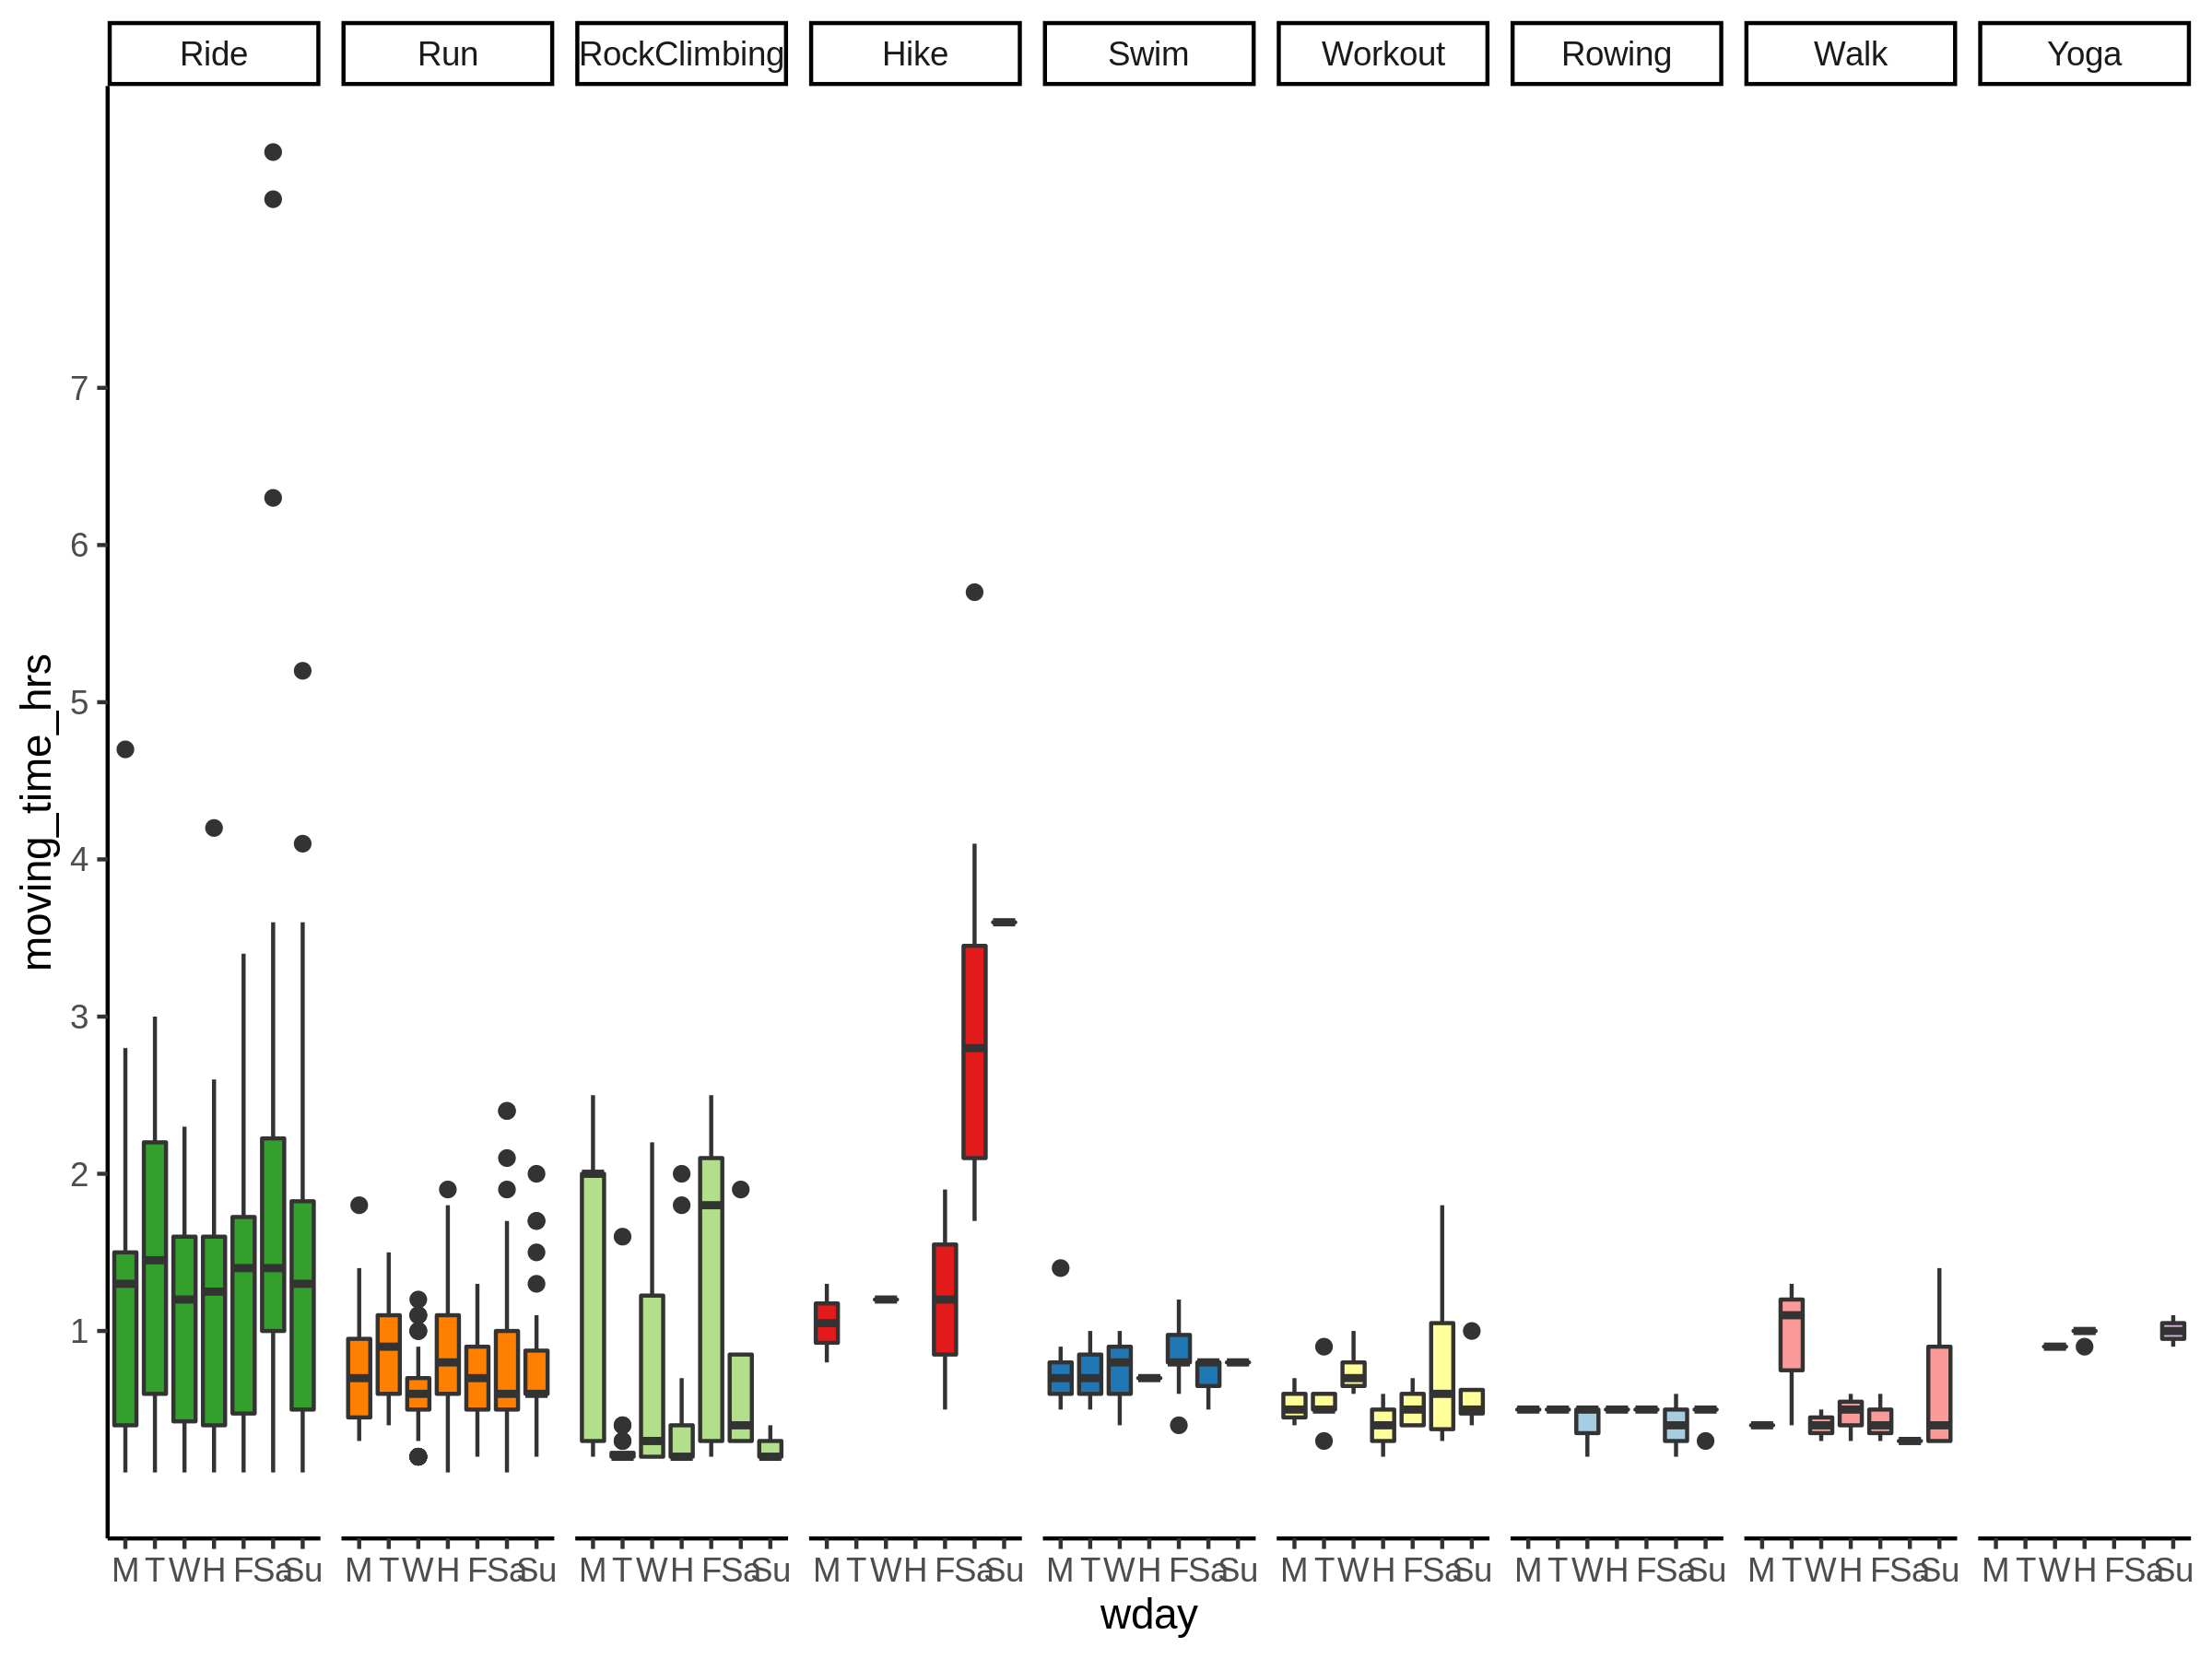 Ride Run RockClimbing Hike Swim Workout Rowing Walk Yoga
7
6
5
4
3
2
1
moving_time_hrs
M T W H F Sa Su M T W H F Sa Su M T W H F Sa Su M T W H F Sa Su M T W H F Sa Su M T W H F Sa Su M T W H F Sa Su M T W H F Sa Su M T W H F Sa Su
wday